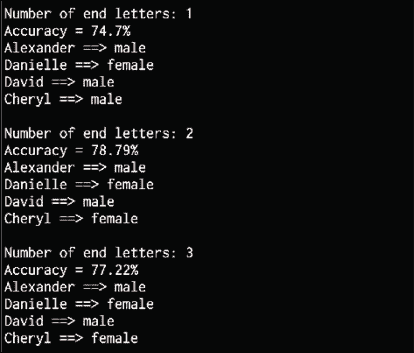 Number of end letters: 1
Accuracy = 74.7%
Alexander ==> male
Danielle ==> female
David ==> male
Cheryl ==> male
Number of end letters: 2
Accuracy = 78.79%
Alexander ==> male
Danielle ==> female
David ==> male
Cheryl ==> female
Number of end letters: 3
Accuracy = 77.22%
Alexander ==> male
Danielle ==> female
David ==> male
Cheryl ==> female